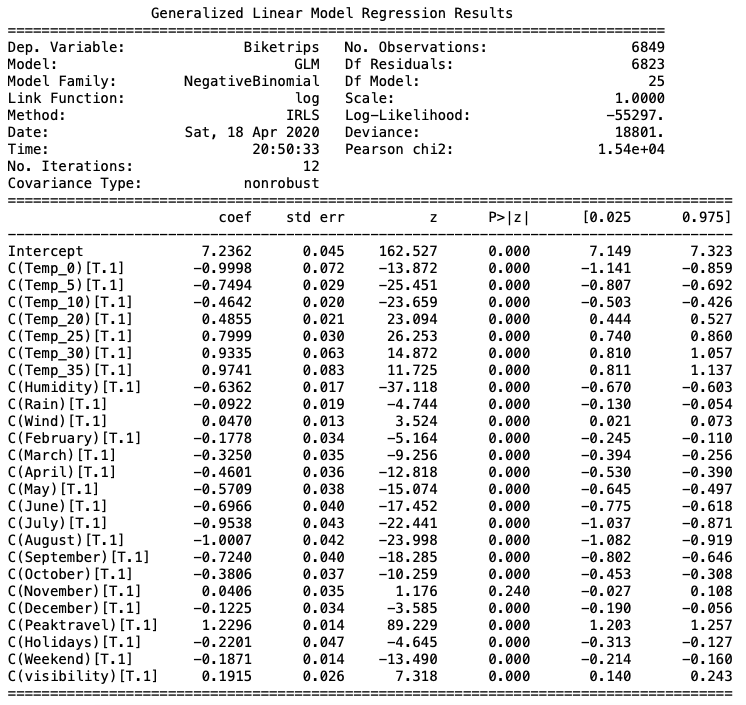 Generalized Linear Model Regression Results
==============================================================================
Dep. Variable: Biketrips No. Observations: 6849
Model: GLM Df Residuals: 6823
Model Family: NegativeBinomial Df Model: 25
Link Function: log Scale: 1.0000
Method: IRLS Log-Likelihood: -55297.
Date: Sat, 18 Apr 2020 Deviance: 18801.
Time: 20:50:33 Pearson chi2: 1.54e+04
No. Iterations: 12
Covariance Type: nonrobust
======================================================================================
coef std err z P>|z| [0.025 0.975]
--------------------------------------------------------------------------------------
Intercept 7.2362 0.045 162.527 0.000 7.149 7.323
C(Temp_0)[T.1] -0.9998 0.072 -13.872 0.000 -1.141 -0.859
C(Temp_5)[T.1] -0.7494 0.029 -25.451 0.000 -0.807 -0.692
C(Temp_10)[T.1] -0.4642 0.020 -23.659 0.000 -0.503 -0.426
C(Temp_20)[T.1] 0.4855 0.021 23.094 0.000 0.444 0.527
C(Temp_25)[T.1] 0.7999 0.030 26.253 0.000 0.740 0.860
C(Temp_30)[T.1] 0.9335 0.063 14.872 0.000 0.810 1.057
C(Temp_35)[T.1] 0.9741 0.083 11.725 0.000 0.811 1.137
C(Humidity)[T.1] -0.6362 0.017 -37.118 0.000 -0.670 -0.603
C(Rain)[T.1] -0.0922 0.019 -4.744 0.000 -0.130 -0.054
C(Wind)[T.1] 0.0470 0.013 3.524 0.000 0.021 0.073
C(February)[T.1] -0.1778 0.034 -5.164 0.000 -0.245 -0.110
C(March)[T.1] -0.3250 0.035 -9.256 0.000 -0.394 -0.256
C(April)[T.1] -0.4601 0.036 -12.818 0.000 -0.530 -0.390
C(May)[T.1] -0.5709 0.038 -15.074 0.000 -0.645 -0.497
C(June)[T.1] -0.6966 0.040 -17.452 0.000 -0.775 -0.618
C(July)[T.1] -0.9538 0.043 -22.441 0.000 -1.037 -0.871
C(August)[T.1] -1.0007 0.042 -23.998 0.000 -1.082 -0.919
C(September)[T.1] -0.7240 0.040 -18.285 0.000 -0.802 -0.646
C(October)[T.1] -0.3806 0.037 -10.259 0.000 -0.453 -0.308
C(November)[T.1] 0.0406 0.035 1.176 0.240 -0.027 0.108
C(December)[T.1] -0.1225 0.034 -3.585 0.000 -0.190 -0.056
C(Peaktravel)[T.1] 1.2296 0.014 89.229 0.000 1.203 1.257
C(Holidays)[T.1] -0.2201 0.047 -4.645 0.000 -0.313 -0.127
C(Weekend)[T.1] -0.1871 0.014 -13.490 0.000 -0.214 -0.160
C(visibility)[T.1] 0.1915 0.026 7.318 0.000 0.140 0.243
======================================================================================